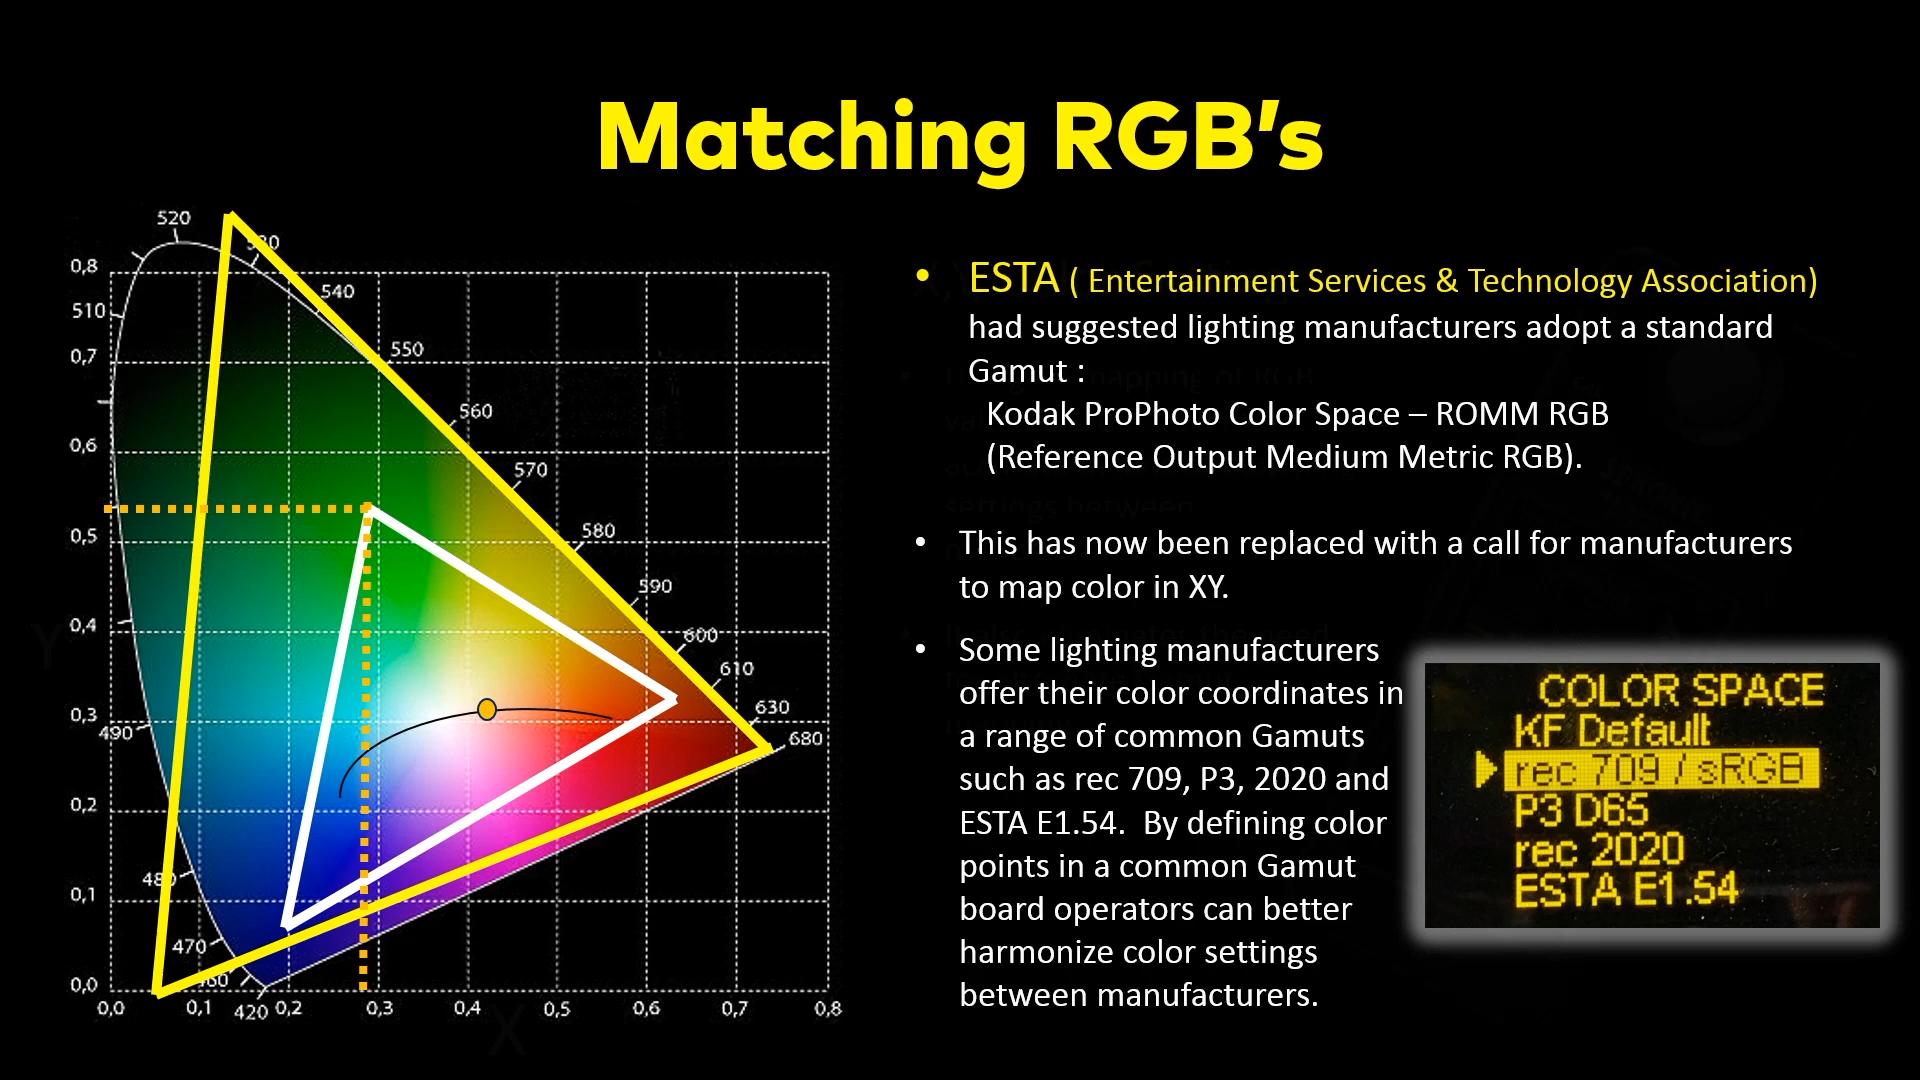 Matching RGB’s
520
540
0,8
510
0,7
550
560
0,6
570
0,5
580
590
0,4
600
610
0,3
630
490
680
0,2
0,1
470
0,0
0,0
0,1
420
0,2
0,3
0,4
0,5
0,6
0,7
0,8
Y
X
• ESTA ( Entertainment Services & Technology Association)
had suggested lighting manufacturers adopt a standard
Gamut :
Kodak ProPhoto Color Space – ROMM RGB
(Reference Output Medium Metric RGB).
• This has now been replaced with a call for manufacturers
to map color in XY.
• Some lighting manufacturers
offer their color coordinates in
a range of common Gamuts
such as rec 709, P3, 2020 and
ESTA E1.54.  By defining color
points in a common Gamut
board operators can better
harmonize color settings
between manufacturers.
COLOR SPACE
KF Default
rec 709 / sRGB
P3 D65
rec 2020
ESTA E1.54